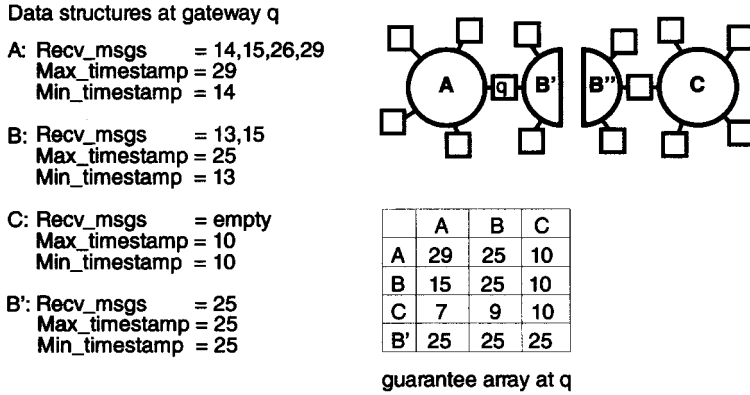 Data structures at gateway q
A: Recv_msgs = 14,15,26,29
Max_timestamp = 29
Min_timestamp = 14
B: Recv_msgs = 13,15
Max_timestamp = 25
Min_timestamp = 13
C: Recv_msgs = empty
Max_timestamp = 10
Min_timestamp = 10
B': Recv_msgs = 25
Max_timestamp = 25
Min_timestamp = 25
A q B' B" C
A B C
A 29 25 10
B 15 25 10
C 7 9 10
B' 25 25 25
guarantee array at q